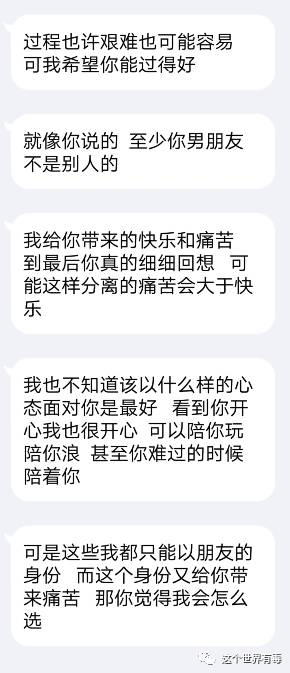 过程也许艰难也可能容易
可我希望你能过得好
就像你说的 至少你男朋友
不是别人的
我给你带来的快乐和痛苦
到最后你真的细细回想 可
能这样分离的痛苦会大于快
乐
我也不知道该以什么样的心
态面对你是最好 看到你开
心我也很开心 可以陪你玩
陪你浪 甚至你难过的时候
陪着你
可是这些我都只能以朋友的
身份 而这个身份又给你带
来痛苦 那你觉得我会怎么
选
这个世界有毒